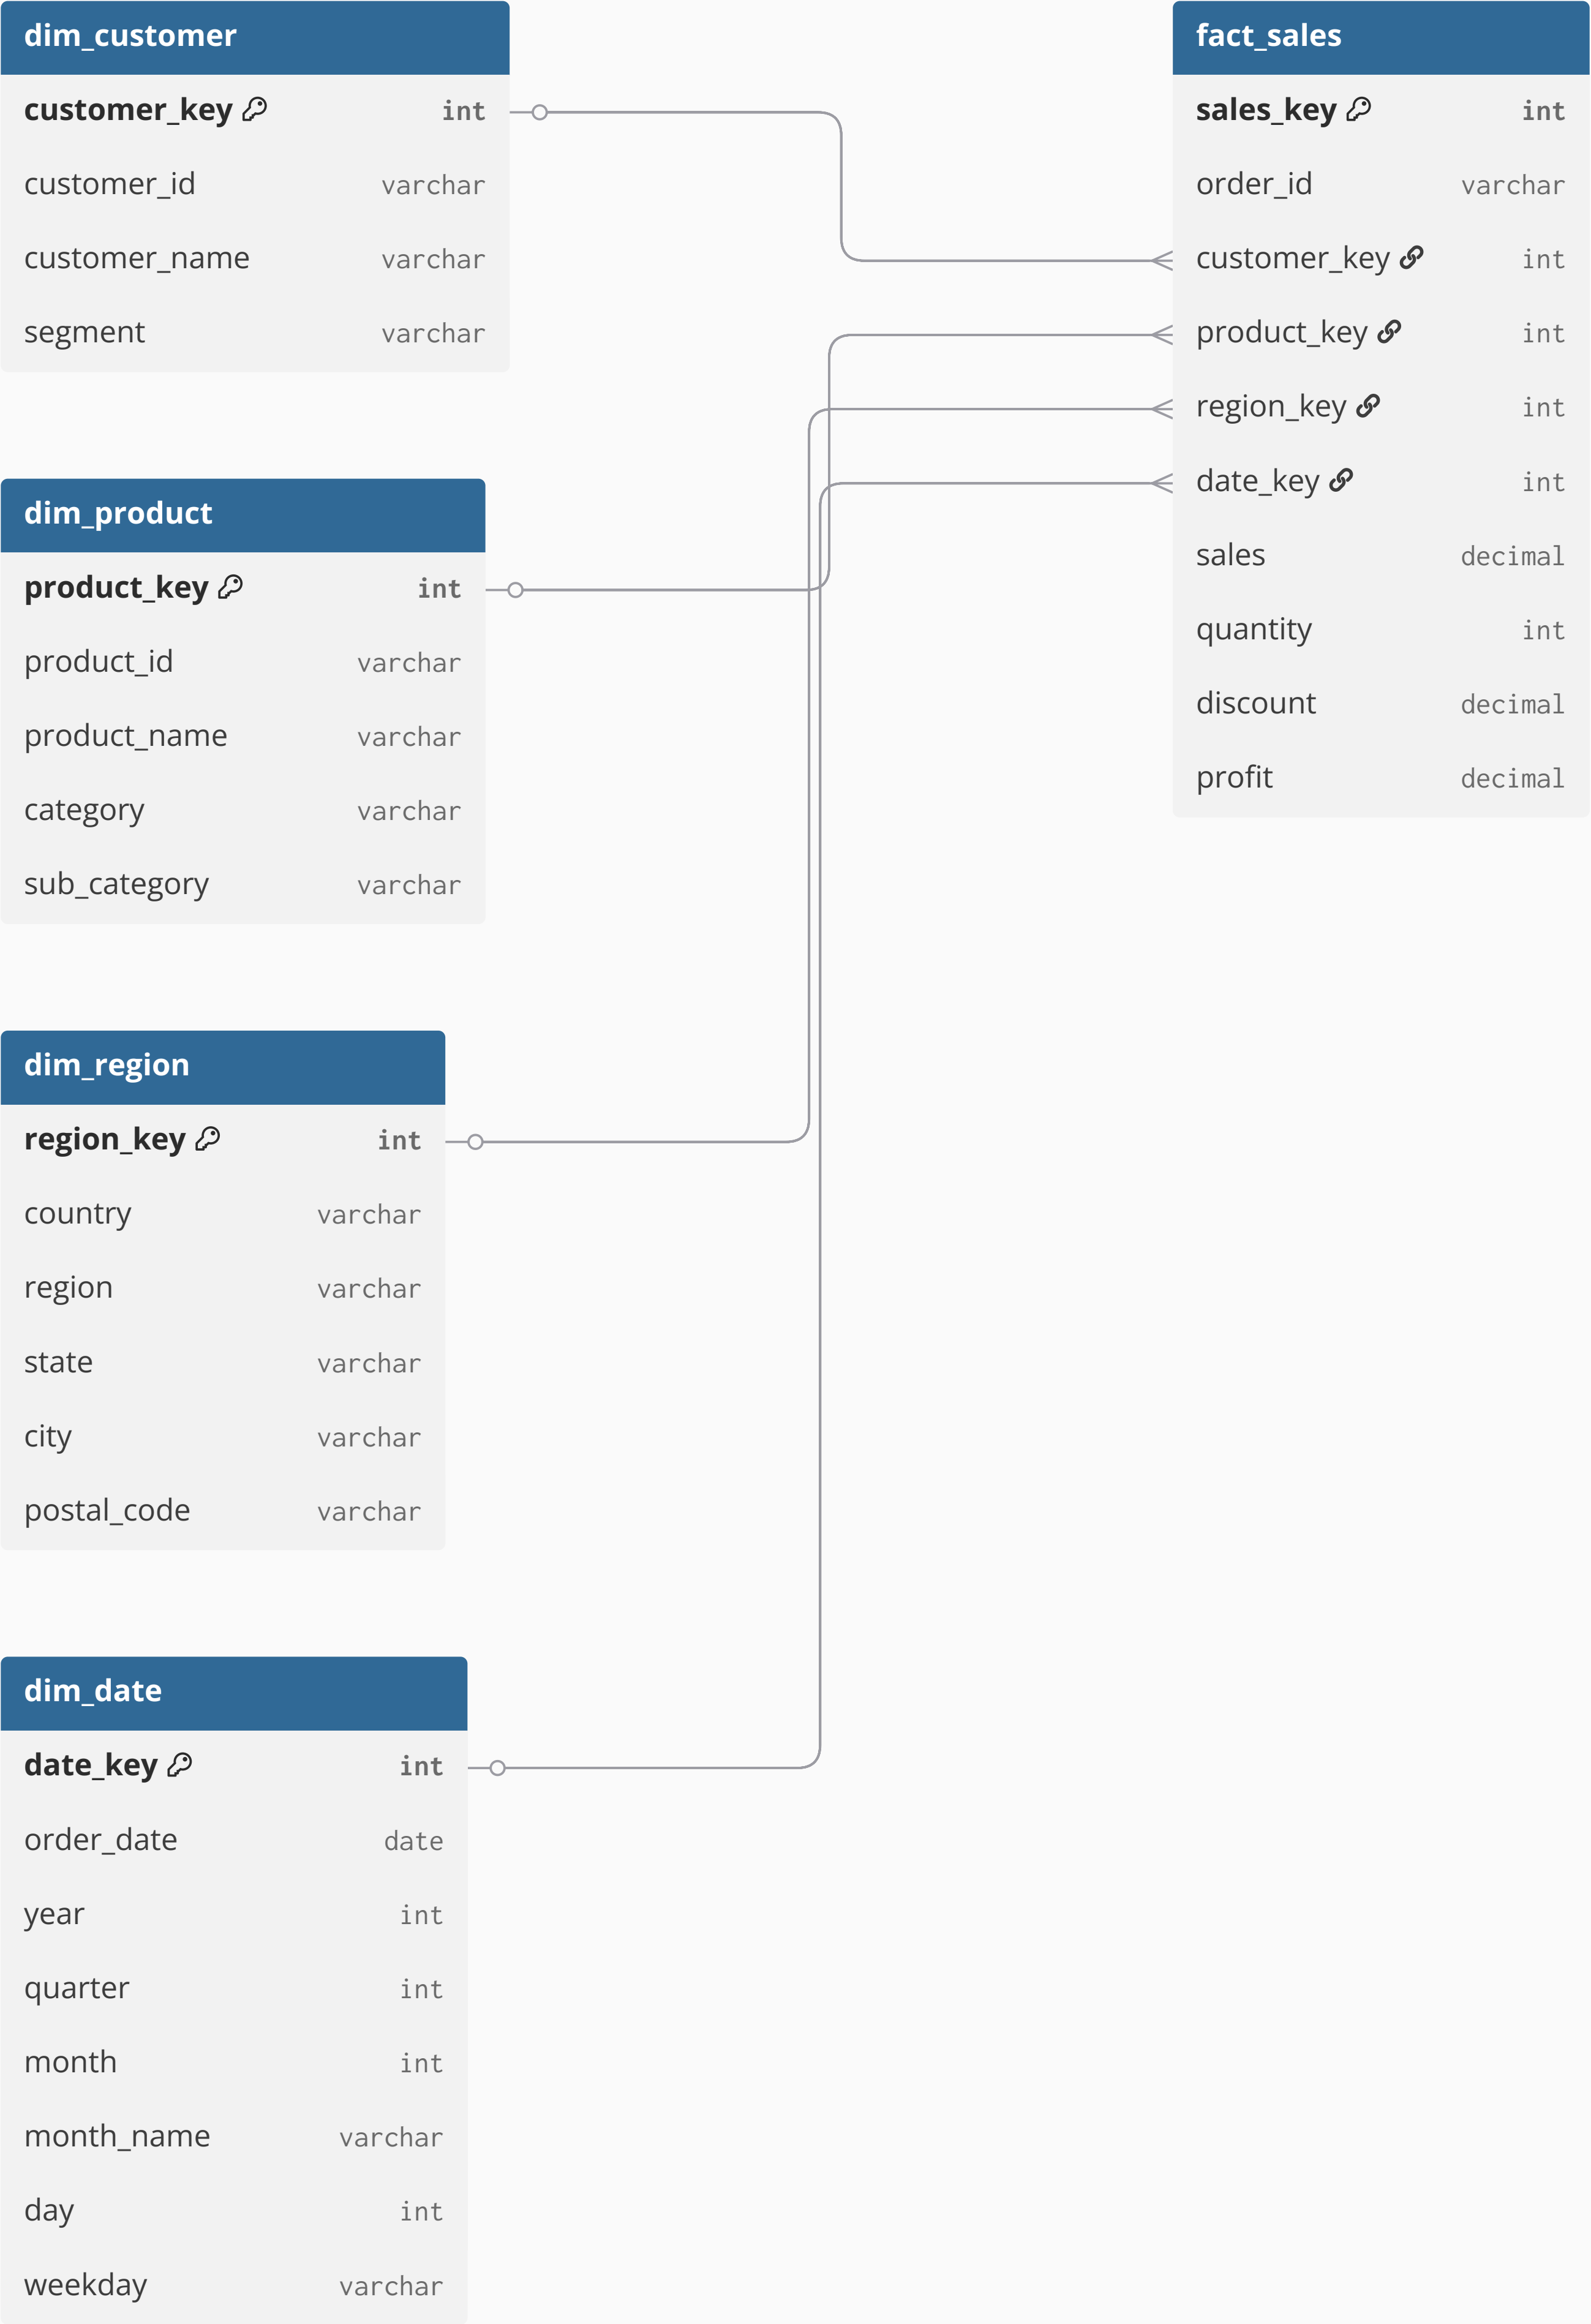 dim_customer
customer_key int
customer_id varchar
customer_name varchar
segment varchar
dim_product
product_key int
product_id varchar
product_name varchar
category varchar
sub_category varchar
dim_region
region_key int
country varchar
region varchar
state varchar
city varchar
postal_code varchar
dim_date
date_key int
order_date date
year int
quarter int
month int
month_name varchar
day int
weekday varchar
fact_sales
sales_key int
order_id varchar
customer_key int
product_key int
region_key int
date_key int
sales decimal
quantity int
discount decimal
profit decimal